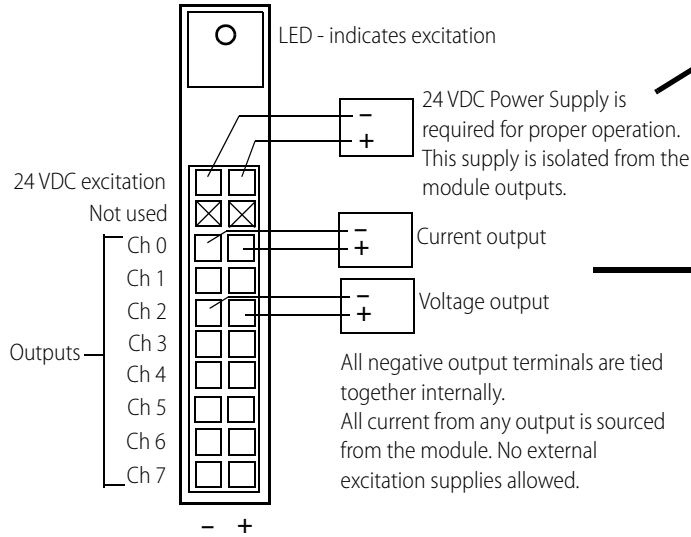 LED - indicates excitation
24 VDC Power Supply is
required for proper operation.
This supply is isolated from the
module outputs.
–
+
24 VDC excitation
Not used
Ch 0
Ch 1
Ch 2
Ch 3
Ch 4
Ch 5
Ch 6
Ch 7
Outputs
–
+
Current output
–
+
Voltage output
All negative output terminals are tied
together internally.
All current from any output is sourced
from the module. No external
excitation supplies allowed.
– +